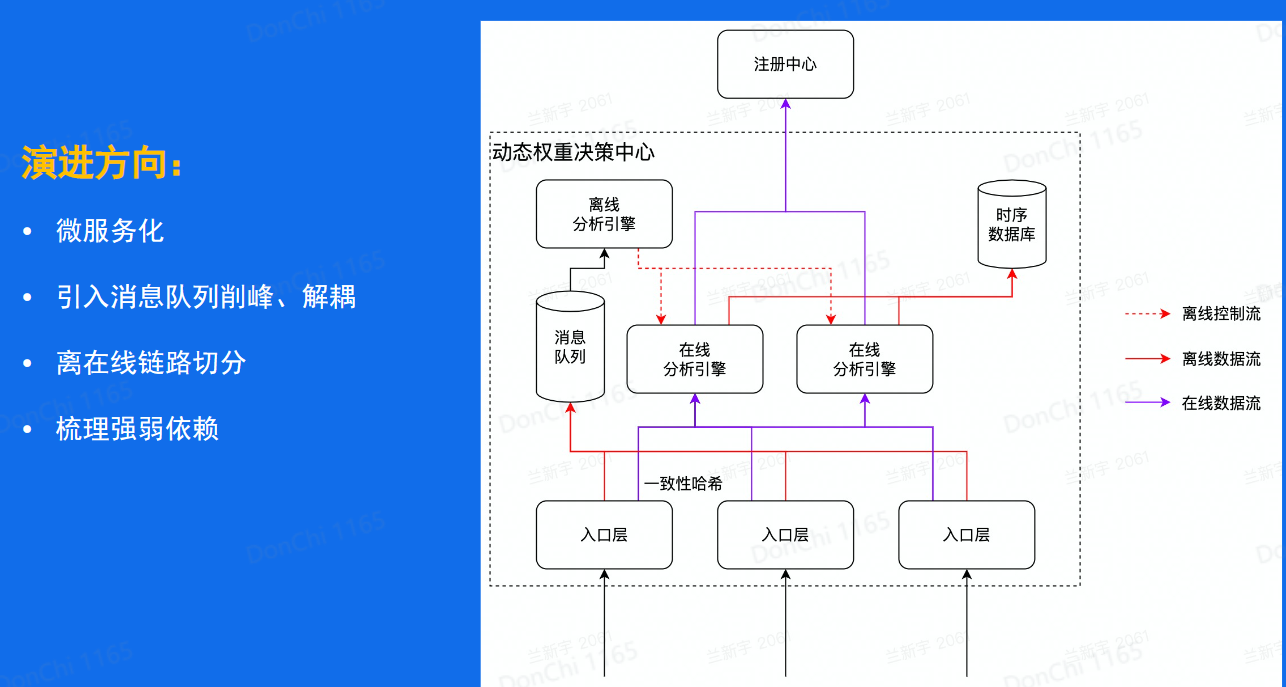 演进方向：
• 微服务化
• 引入消息队列削峰、解耦
• 离在线链路切分
• 梳理强弱依赖
注册中心
动态权重决策中心
离线
分析引擎
时序
数据库
消息
队列
在线
分析引擎
在线
分析引擎
离线控制流
离线数据流
在线数据流
一致性哈希
入口层
入口层
入口层
DonChi 1165
兰新宇 2061